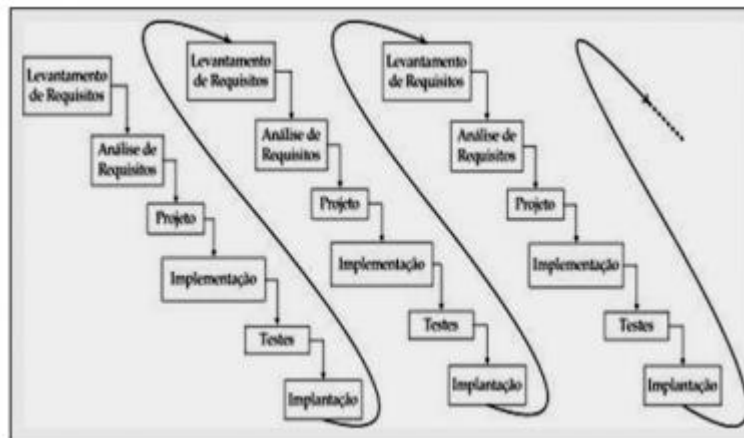 Levantamento
de Requisitos
Análise de
Requisitos
Projeto
Implementação
Testes
Implantação
Levantamento
de Requisitos
Análise de
Requisitos
Projeto
Implementação
Testes
Implantação
Levantamento
de Requisitos
Análise de
Requisitos
Projeto
Implementação
Testes
Implantação